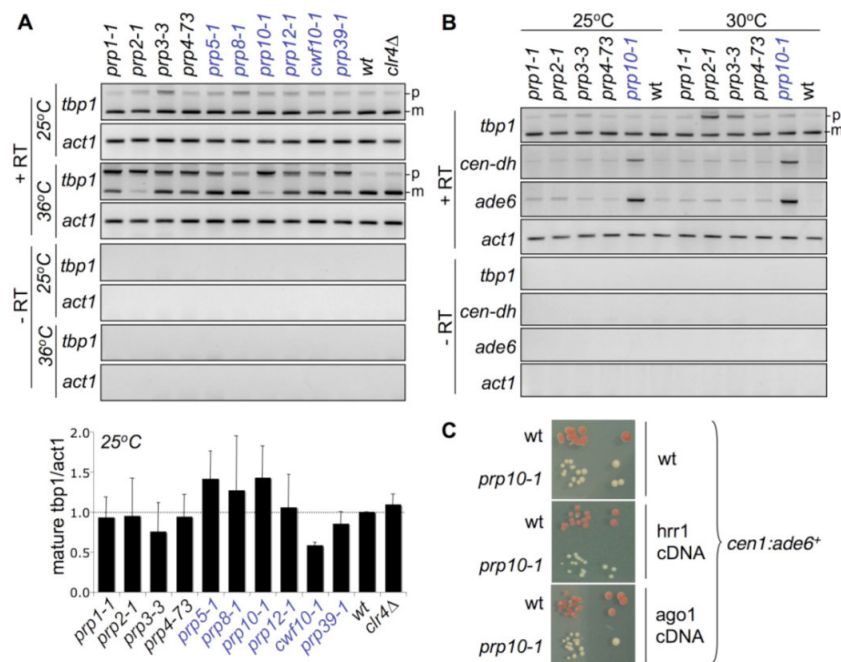 A
prp1-1
prp2-1
prp3-3
prp4-73
prp5-1
prp8-1
prp10-1
prp12-1
cwf10-1
prp39-1
wt
clr4Δ
+ RT
25°C
tbp1
p
m
act1
36°C
tbp1
p
m
act1
- RT
25°C
tbp1
act1
36°C
tbp1
act1
25°C
mature tbp1/act1
2.0
1.5
1.0
0.5
0.0
prp1-1
prp2-1
prp3-3
prp4-73
prp5-1
prp8-1
prp10-1
prp12-1
cwf10-1
prp39-1
wt
clr4Δ
B
25°C 30°C
prp1-1
prp2-1
prp3-3
prp4-73
prp10-1
wt
prp1-1
prp2-1
prp3-3
prp4-73
prp10-1
wt
+ RT
tbp1
p
m
cen-dh
ade6
act1
- RT
tbp1
cen-dh
ade6
act1
C
wt
prp10-1
wt
wt
prp10-1
hrr1
cDNA
wt
prp10-1
ago1
cDNA
cen1:ade6+